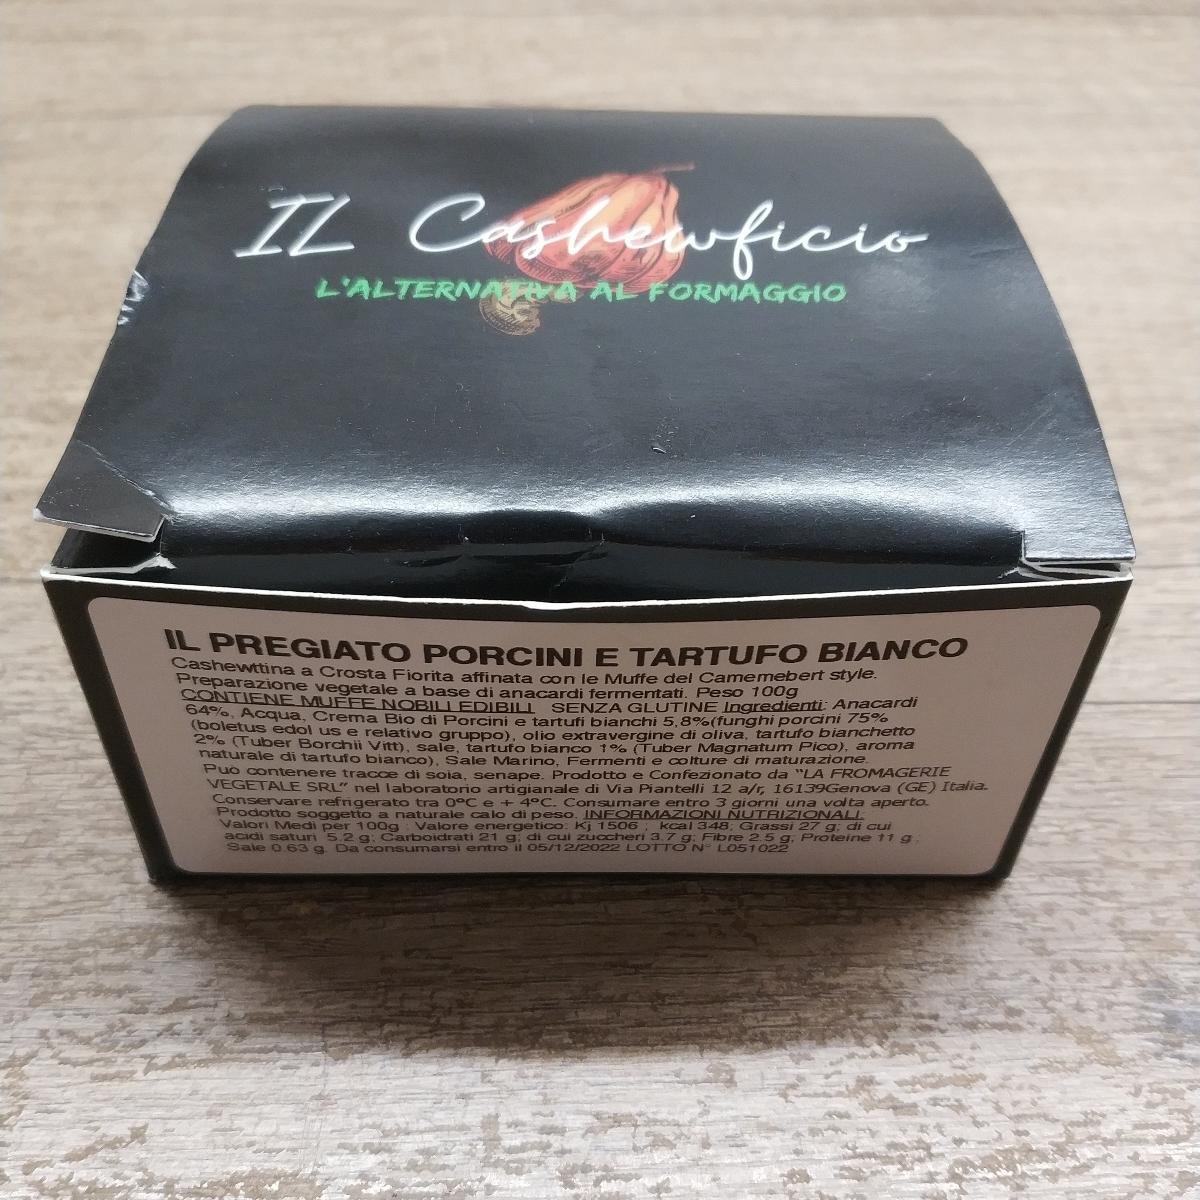 IL Cashewficio
L'ALTERNATIVA AL FORMAGGIO
IL PREGIATO PORCINI E TARTUFO BIANCO
Cashewttina a Crosta Fiorita affinata con le Muffe del Camemebert style.
Preparazione vegetale a base di anacardi fermentati. Peso 100g
CONTIENE MUFFE NOBILI EDIBILI SENZA GLUTINE Ingredienti: Anacardi
64%, Acqua, Crema Bio di Porcini e tartufi bianchi 5,8%(funghi porcini 75%
(boletus edol us e relativo gruppo), olio extravergine di oliva, tartufo bianchetto
2% (Tuber Borchii Vitt), sale, tartufo bianco 1% (Tuber Magnatum Pico), aroma
naturale di tartufo bianco), Sale Marino, Fermenti e colture di maturazione.
Può contenere tracce di soia, senape. Prodotto e Confezionato da "LA FROMAGERIE
VEGETALE SRL" nel laboratorio artigianale di Via Piantelli 12 a/r, 16139Genova (GE) Italia.
Conservare refrigerato tra 0°C e + 4°C. Consumare entro 3 giorni una volta aperto.
Prodotto soggetto a naturale calo di peso. INFORMAZIONI NUTRIZIONALI:
Valori Medi per 100g : Valore energetico: Kj 1506 , kcal 348; Grassi 27 g; di cui
acidi saturi 5,2 g; Carboidrati 21 g; di cui zuccheri 3.7 g; Fibre 2.5 g; Proteine 11 g ;
Sale 0.63 g. Da consumarsi entro il 05/12/2022 LOTTO N° L051022